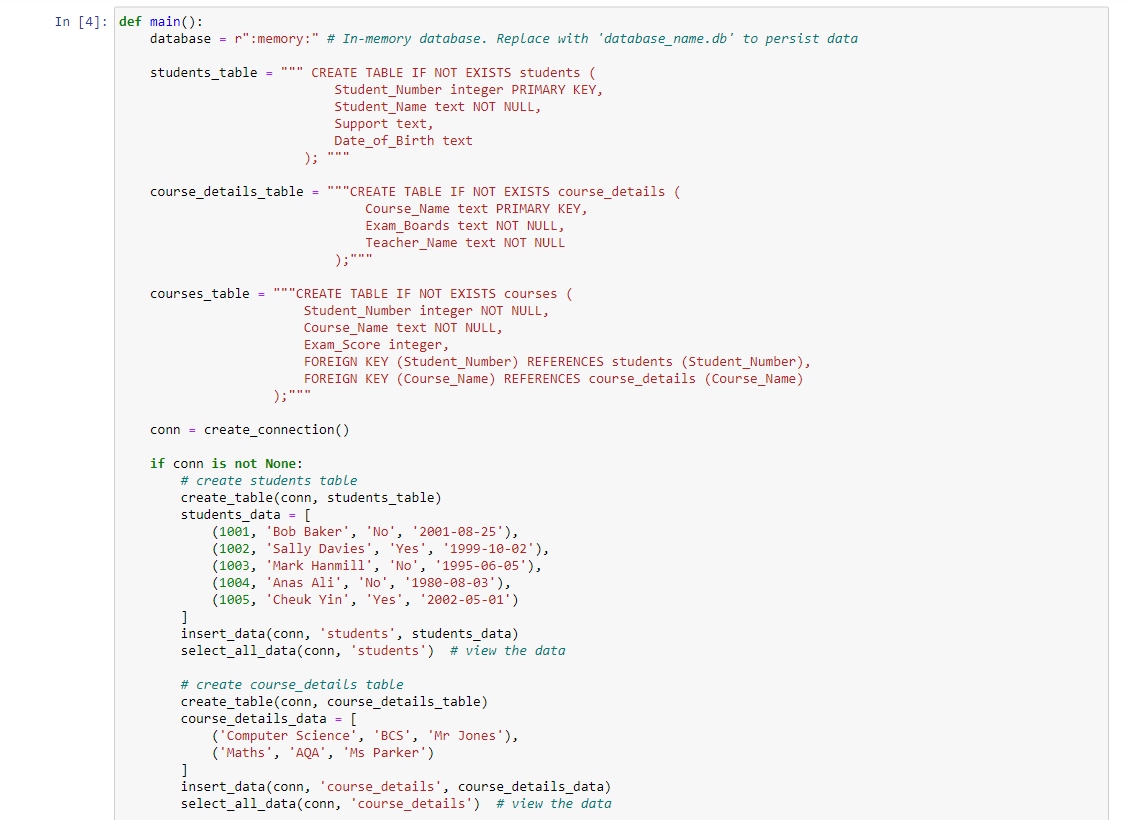 In [4]: def main():
    database = r":memory:" # In-memory database. Replace with 'database_name.db' to persist data

    students_table = """ CREATE TABLE IF NOT EXISTS students (
                            Student_Number integer PRIMARY KEY,
                            Student_Name text NOT NULL,
                            Support text,
                            Date_of_Birth text
                        ); """

    course_details_table = """CREATE TABLE IF NOT EXISTS course_details (
                                Course_Name text PRIMARY KEY,
                                Exam_Boards text NOT NULL,
                                Teacher_Name text NOT NULL
                            );"""

    courses_table = """CREATE TABLE IF NOT EXISTS courses (
                        Student_Number integer NOT NULL,
                        Course_Name text NOT NULL,
                        Exam_Score integer,
                        FOREIGN KEY (Student_Number) REFERENCES students (Student_Number),
                        FOREIGN KEY (Course_Name) REFERENCES course_details (Course_Name)
                    );"""

    conn = create_connection()

    if conn is not None:
        # create students table
        create_table(conn, students_table)
        students_data = [
            (1001, 'Bob Baker', 'No', '2001-08-25'),
            (1002, 'Sally Davies', 'Yes', '1999-10-02'),
            (1003, 'Mark Hanmill', 'No', '1995-06-05'),
            (1004, 'Anas Ali', 'No', '1980-08-03'),
            (1005, 'Cheuk Yin', 'Yes', '2002-05-01')
        ]
        insert_data(conn, 'students', students_data)
        select_all_data(conn, 'students')  # view the data

        # create course_details table
        create_table(conn, course_details_table)
        course_details_data = [
            ('Computer Science', 'BCS', 'Mr Jones'),
            ('Maths', 'AQA', 'Ms Parker')
        ]
        insert_data(conn, 'course_details', course_details_data)
        select_all_data(conn, 'course_details')  # view the data